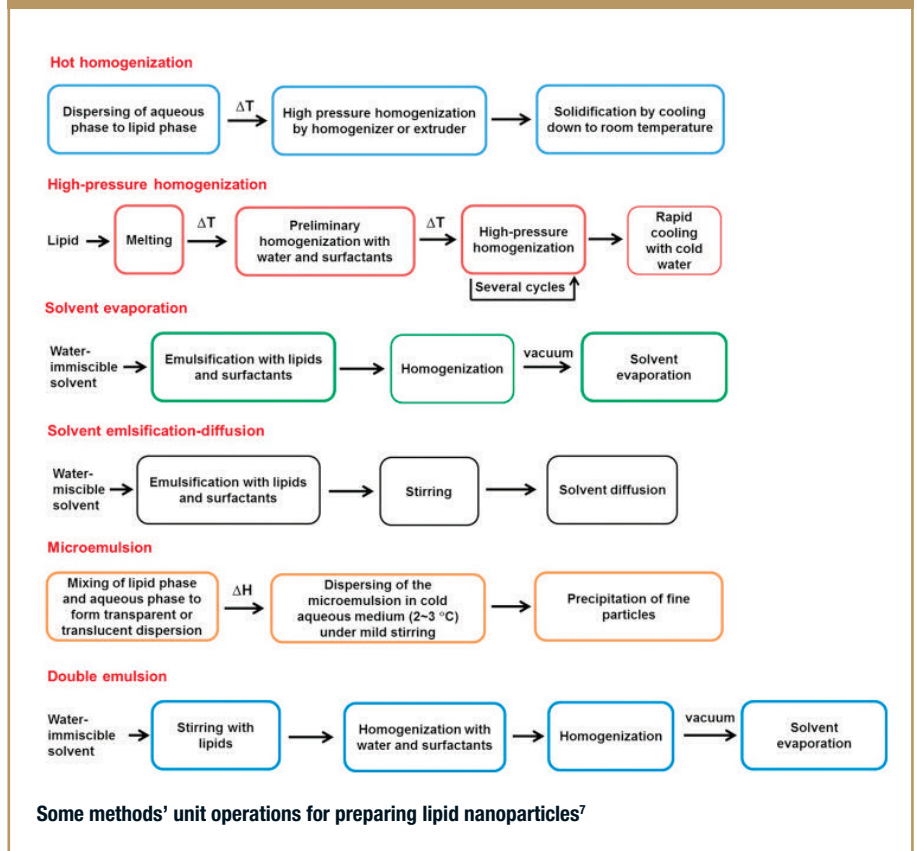 Hot homogenization
Dispersing of aqueous
phase to lipid phase
ΔT
High pressure homogenization
by homogenizer or extruder
Solidification by cooling
down to room temperature
High-pressure homogenization
Lipid
Melting
ΔT
Preliminary
homogenization with
water and surfactants
ΔT
High-pressure
homogenization
Several cycles
Rapid
cooling
with cold
water
Solvent evaporation
Water-
immiscible
solvent
Emulsification with lipids
and surfactants
Homogenization
vacuum
Solvent
evaporation
Solvent emlsification-diffusion
Water-
miscible
solvent
Emulsification with lipids
and surfactants
Stirring
Solvent diffusion
Microemulsion
Mixing of lipid phase
and aqueous phase to
form transparent or
translucent dispersion
ΔH
Dispersing of the
microemulsion in cold
aqueous medium (2~3 °C)
under mild stirring
Precipitation of fine
particles
Double emulsion
Water-
immiscible
solvent
Stirring with
lipids
Homogenization with
water and surfactants
Homogenization
vacuum
Solvent
evaporation
Some methods’ unit operations for preparing lipid nanoparticles⁷